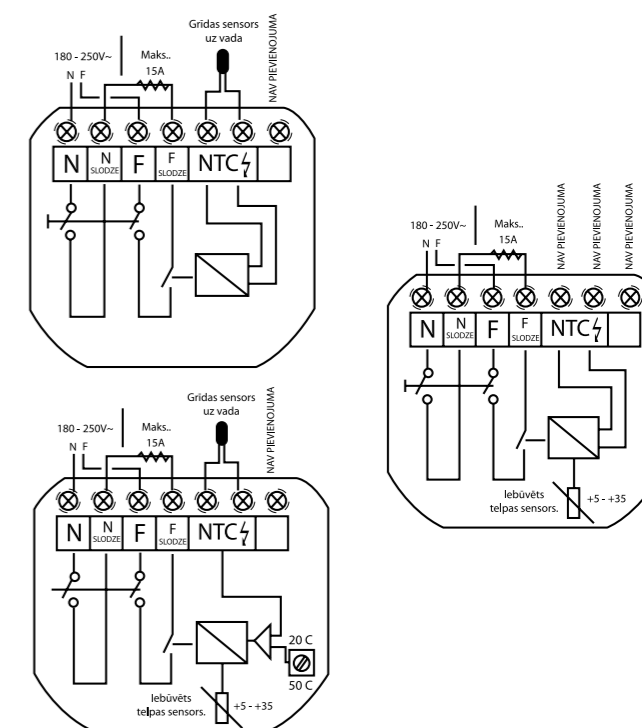 Grīdas sensors
uz vada
NAV PIEVIENOJUMA
180 - 250V~
Maks..
15A
N F
N
N
SLODZE
F
F
SLODZE
NTC
180 - 250V~
Maks..
15A
N F
NAV PIEVIENOJUMA
NAV PIEVIENOJUMA
NAV PIEVIENOJUMA
N
N
SLODZE
F
F
SLODZE
NTC
Iebūvēts
telpas sensors.
+5 - +35
Grīdas sensors
uz vada
NAV PIEVIENOJUMA
180 - 250V~
Maks..
15A
N F
N
N
SLODZE
F
F
SLODZE
NTC
20 C
50 C
Iebūvēts
telpas sensors.
+5 - +35